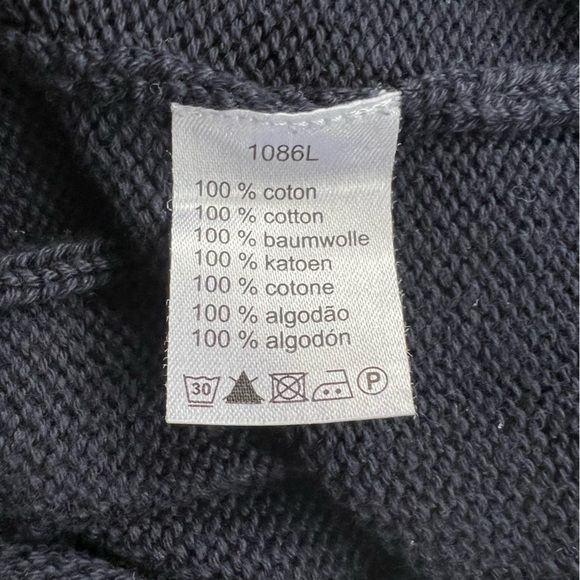 1086L
100 % coton
100 % cotton
100 % baumwolle
100 % katoen
100 % cotone
100 % algodão
100 % algodón
30 P